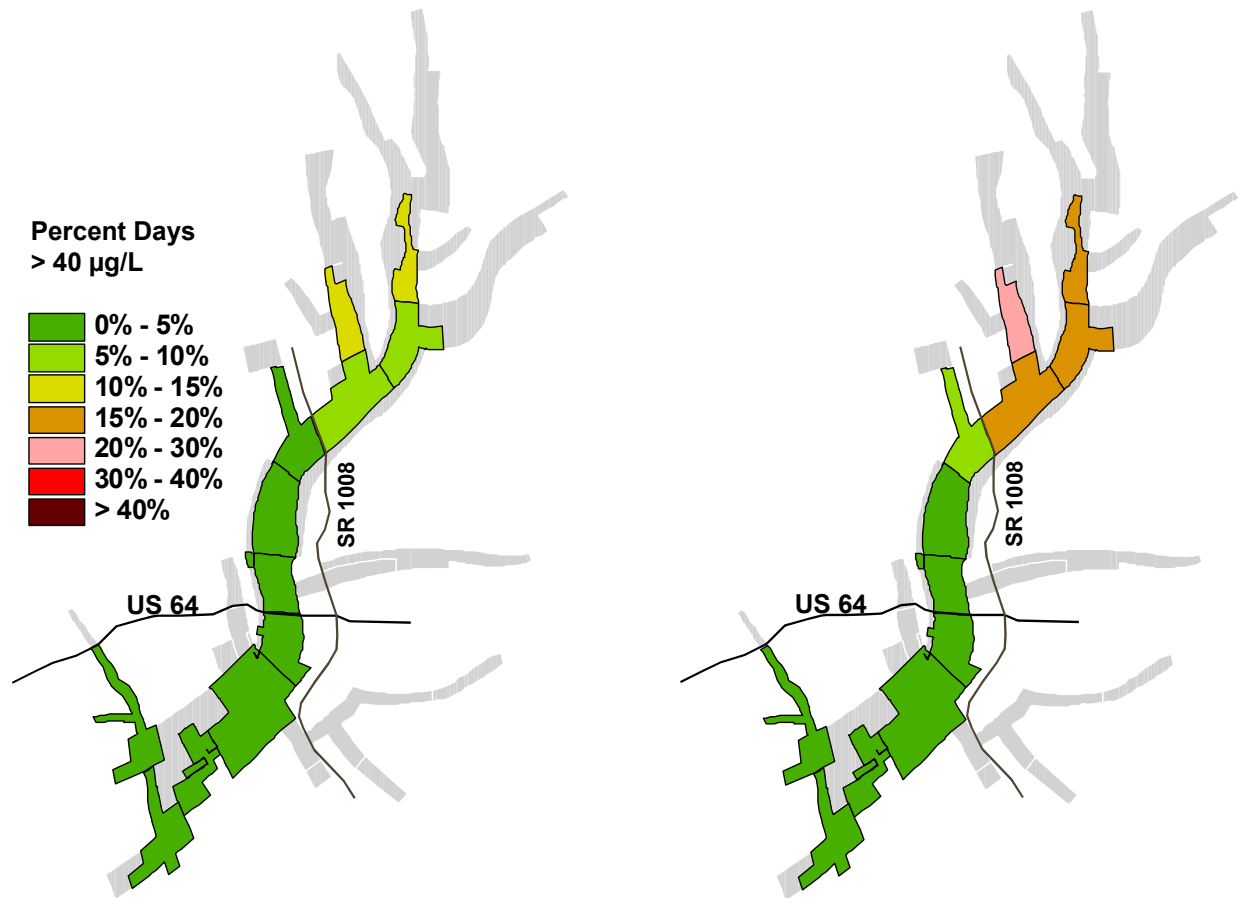 Percent Days
> 40 µg/L
0% - 5%
5% - 10%
10% - 15%
15% - 20%
20% - 30%
30% - 40%
> 40%
SR 1008
US 64
SR 1008
US 64